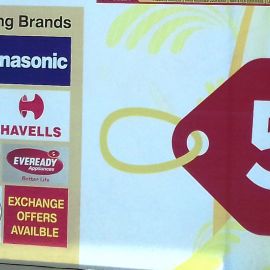 ng Brands
nasonic
HAVELLS
EVEREADY
Appliances
Better Life
EXCHANGE
OFFERS
AVAILBLE
5